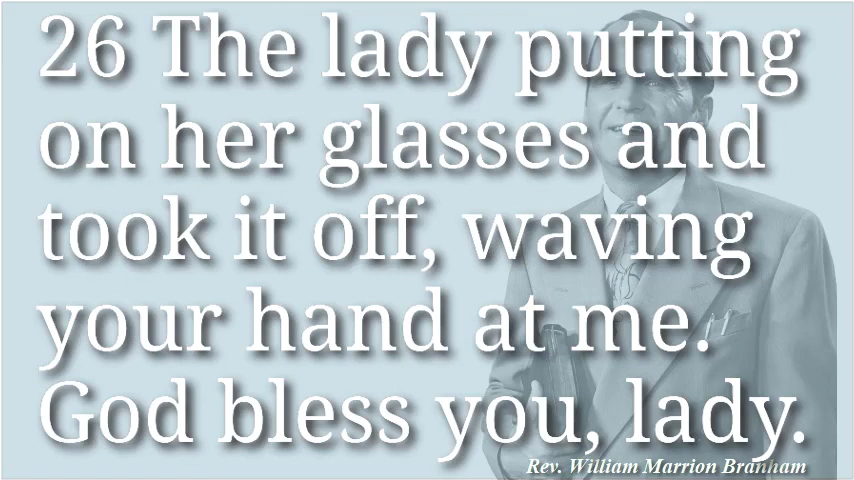 26 The lady putting
on her glasses and
took it off, waving
your hand at me.
God bless you, lady.
Rev. William Marrion Branham